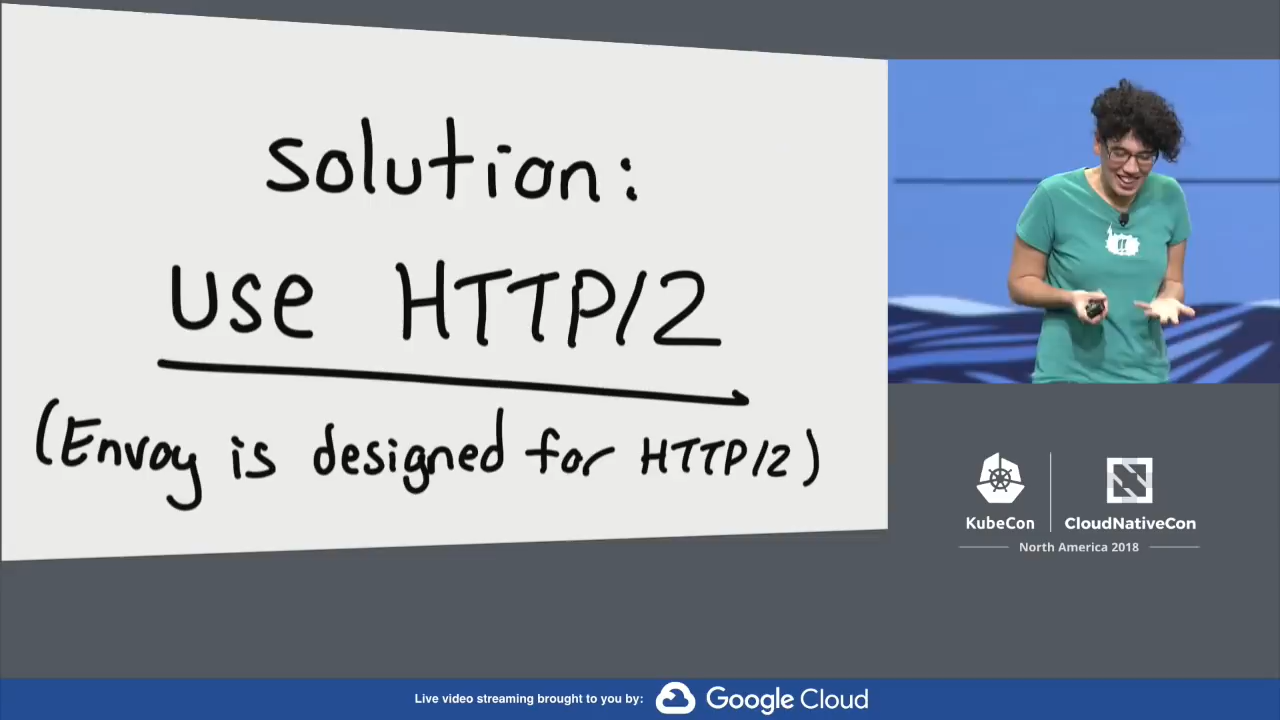 solution:
use HTTP/2
(Envoy is designed for HTTP/2)
!!
KubeCon
CloudNativeCon
North America 2018
Live video streaming brought to you by:
Google Cloud